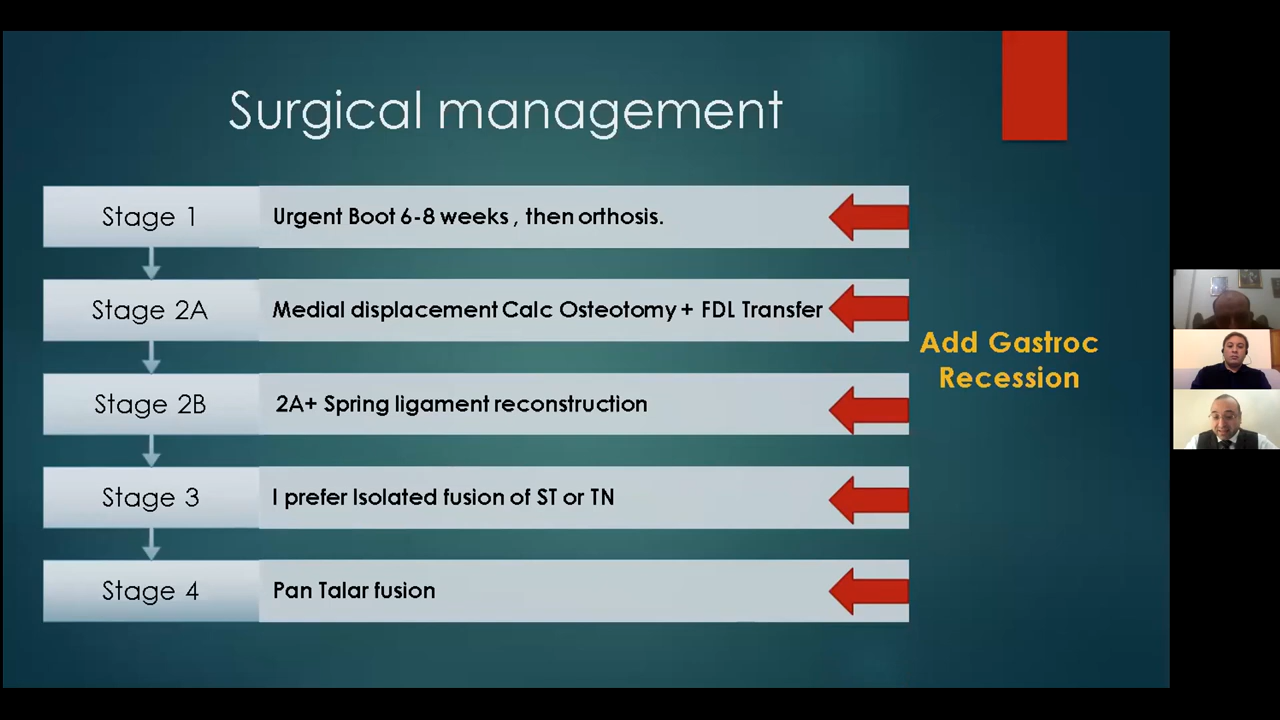 Surgical management
Stage 1
Urgent Boot 6-8 weeks , then orthosis.
Stage 2A
Medial displacement Calc Osteotomy + FDL Transfer
Stage 2B
2A+ Spring ligament reconstruction
Stage 3
I prefer Isolated fusion of ST or TN
Stage 4
Pan Talar fusion
Add Gastroc
Recession